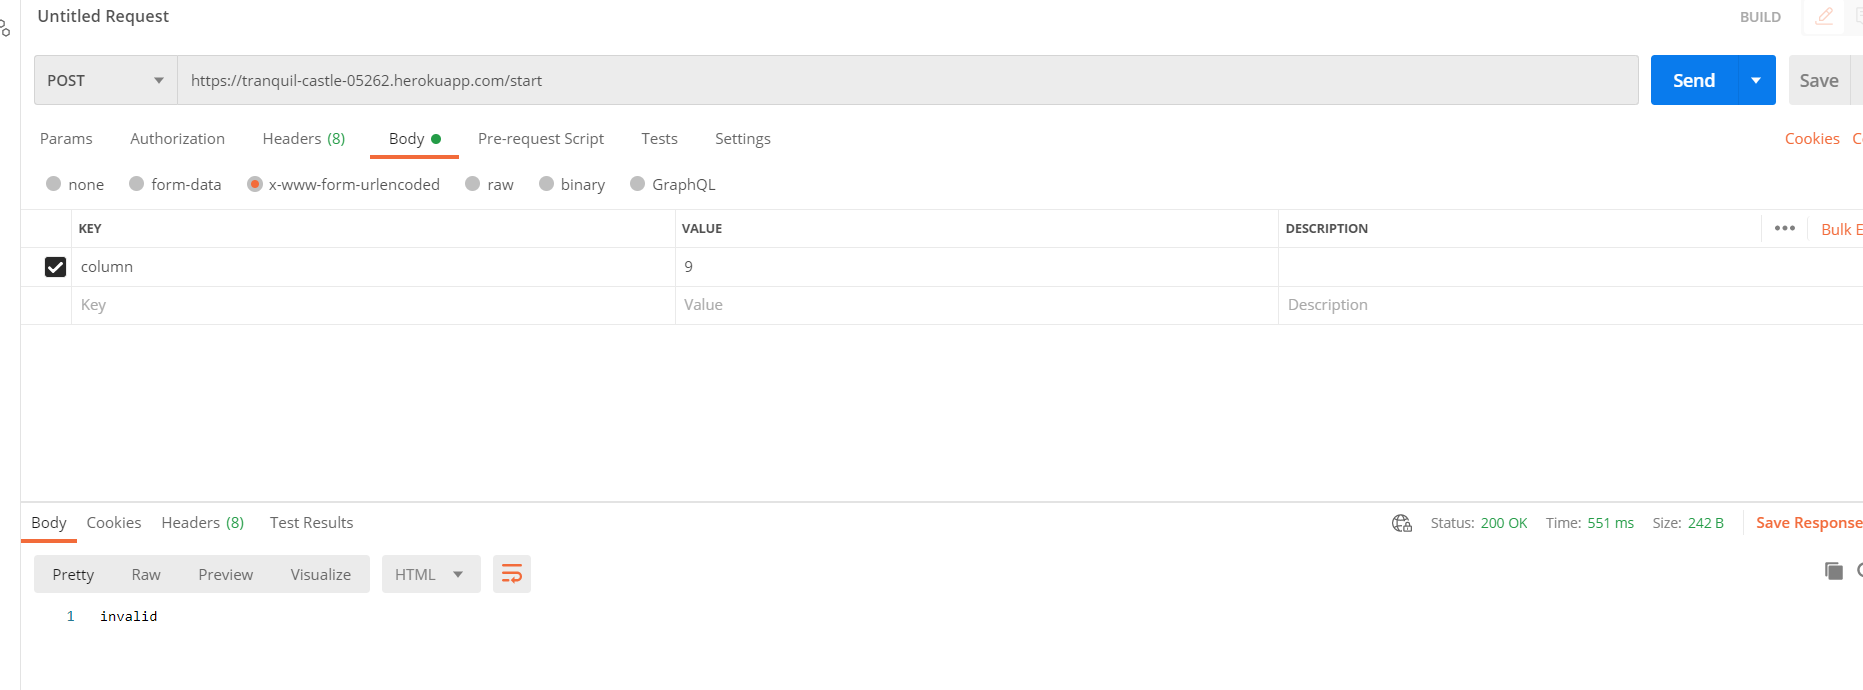 Untitled Request
BUILD
POST
https://tranquil-castle-05262.herokuapp.com/start
Send
Save
Params Authorization Headers (8) Body Pre-request Script Tests Settings
Cookies
none form-data x-www-form-urlencoded raw binary GraphQL
KEY VALUE DESCRIPTION ••• Bulk E
column 9
Key Value Description
Body Cookies Headers (8) Test Results
Status: 200 OK Time: 551 ms Size: 242 B Save Response
Pretty Raw Preview Visualize HTML
1 invalid